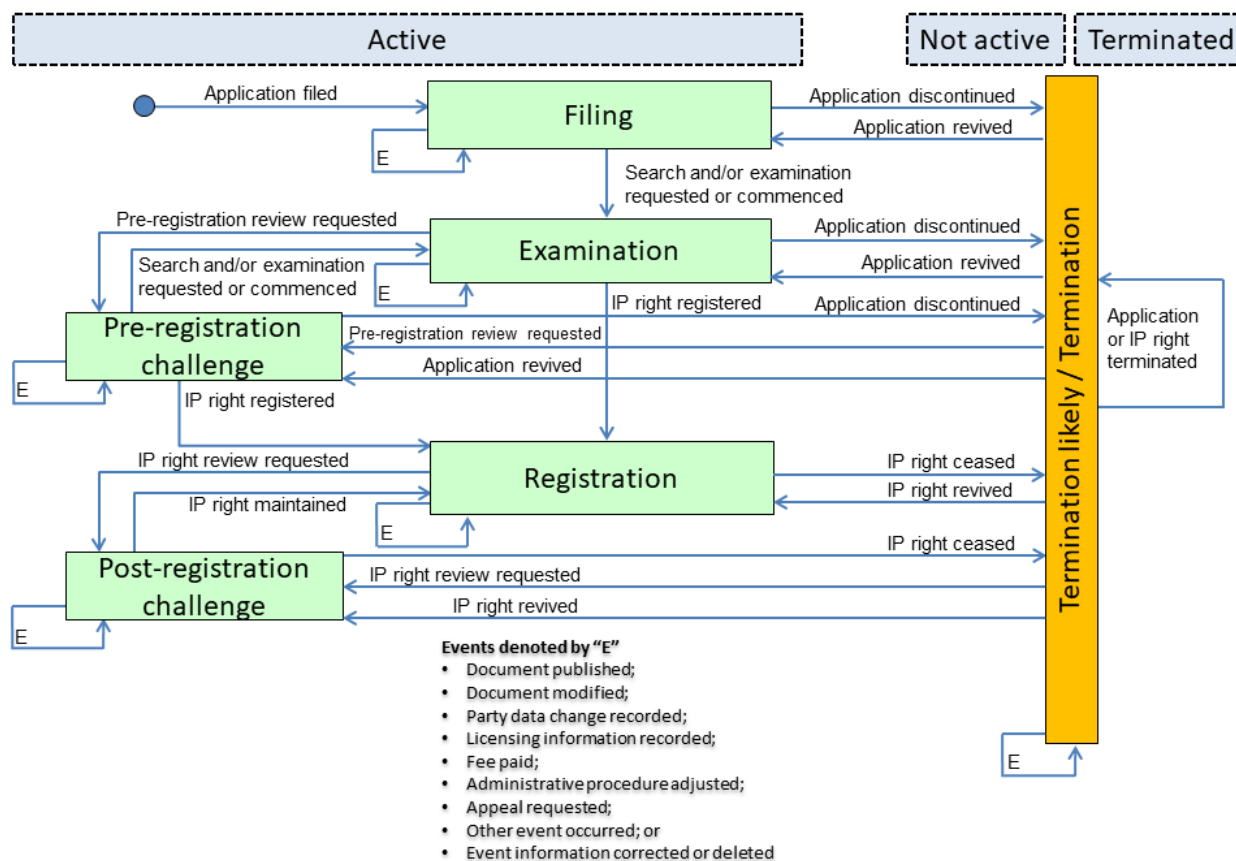 Active
Not active
Terminated
Application filed
Filing
Application discontinued
Application revived
E
Search and/or examination
requested or commenced
Pre-registration review requested
Examination
Application discontinued
Application revived
Search and/or examination
requested or commenced
E
IP right registered
Application discontinued
Pre-registration
challenge
Pre-registration review requested
Application revived
E
IP right registered
Application
or IP right
terminated
Termination likely / Termination
IP right review requested
Registration
IP right ceased
IP right revived
IP right maintained
E
IP right ceased
Post-registration
challenge
IP right review requested
IP right revived
E
Events denoted by “E”
• Document published;
• Document modified;
• Party data change recorded;
• Licensing information recorded;
• Fee paid;
• Administrative procedure adjusted;
• Appeal requested;
• Other event occurred; or
• Event information corrected or deleted
E